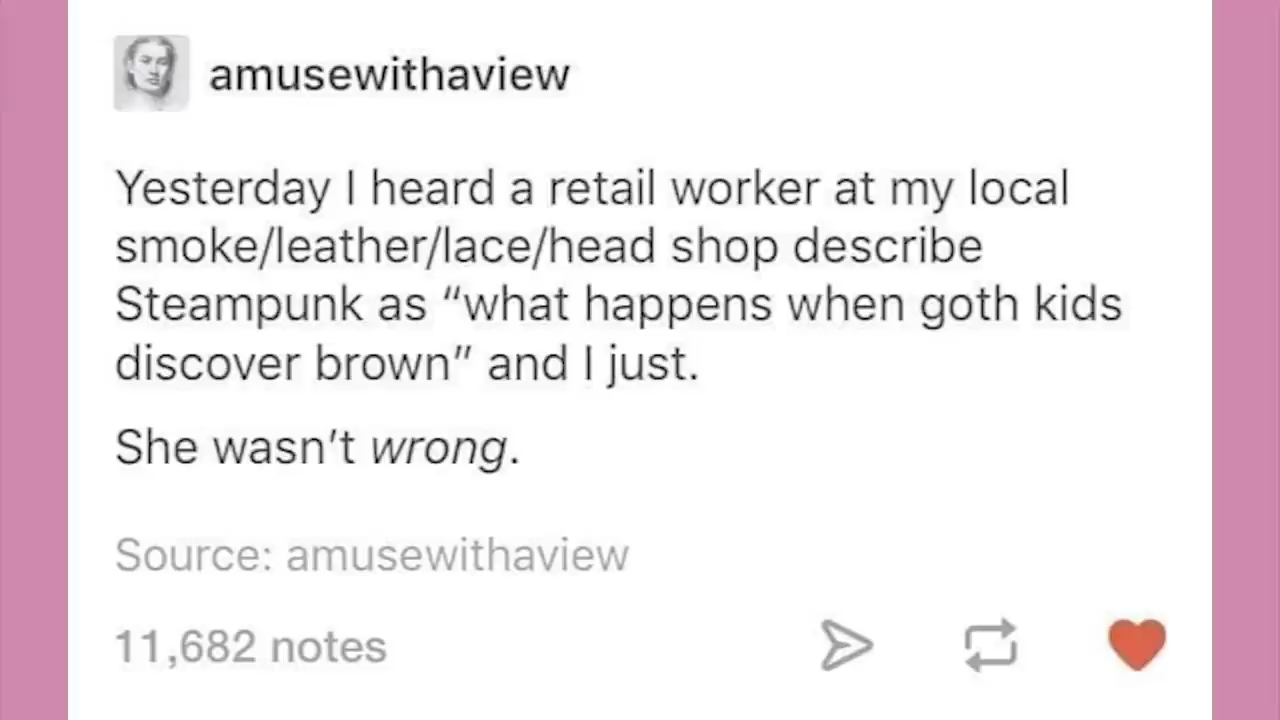 amusewithaview
Yesterday I heard a retail worker at my local
smoke/leather/lace/head shop describe
Steampunk as “what happens when goth kids
discover brown” and I just.
She wasn’t wrong.
Source: amusewithaview
11,682 notes